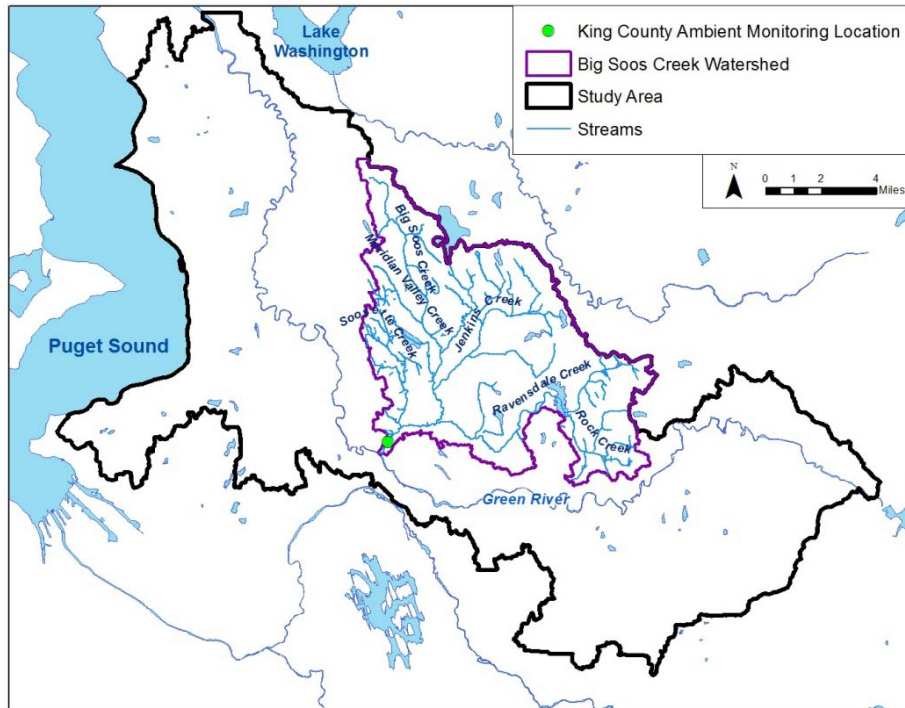 Lake
Washington
King County Ambient Monitoring Location
Big Soos Creek Watershed
Study Area
Streams
N
0 1 2 4
Miles
Big Soos Creek
Meridian Valley Creek
Jenkins Creek
Creek
Puget Sound
Ravensdale Creek
Rock Creek
Green River